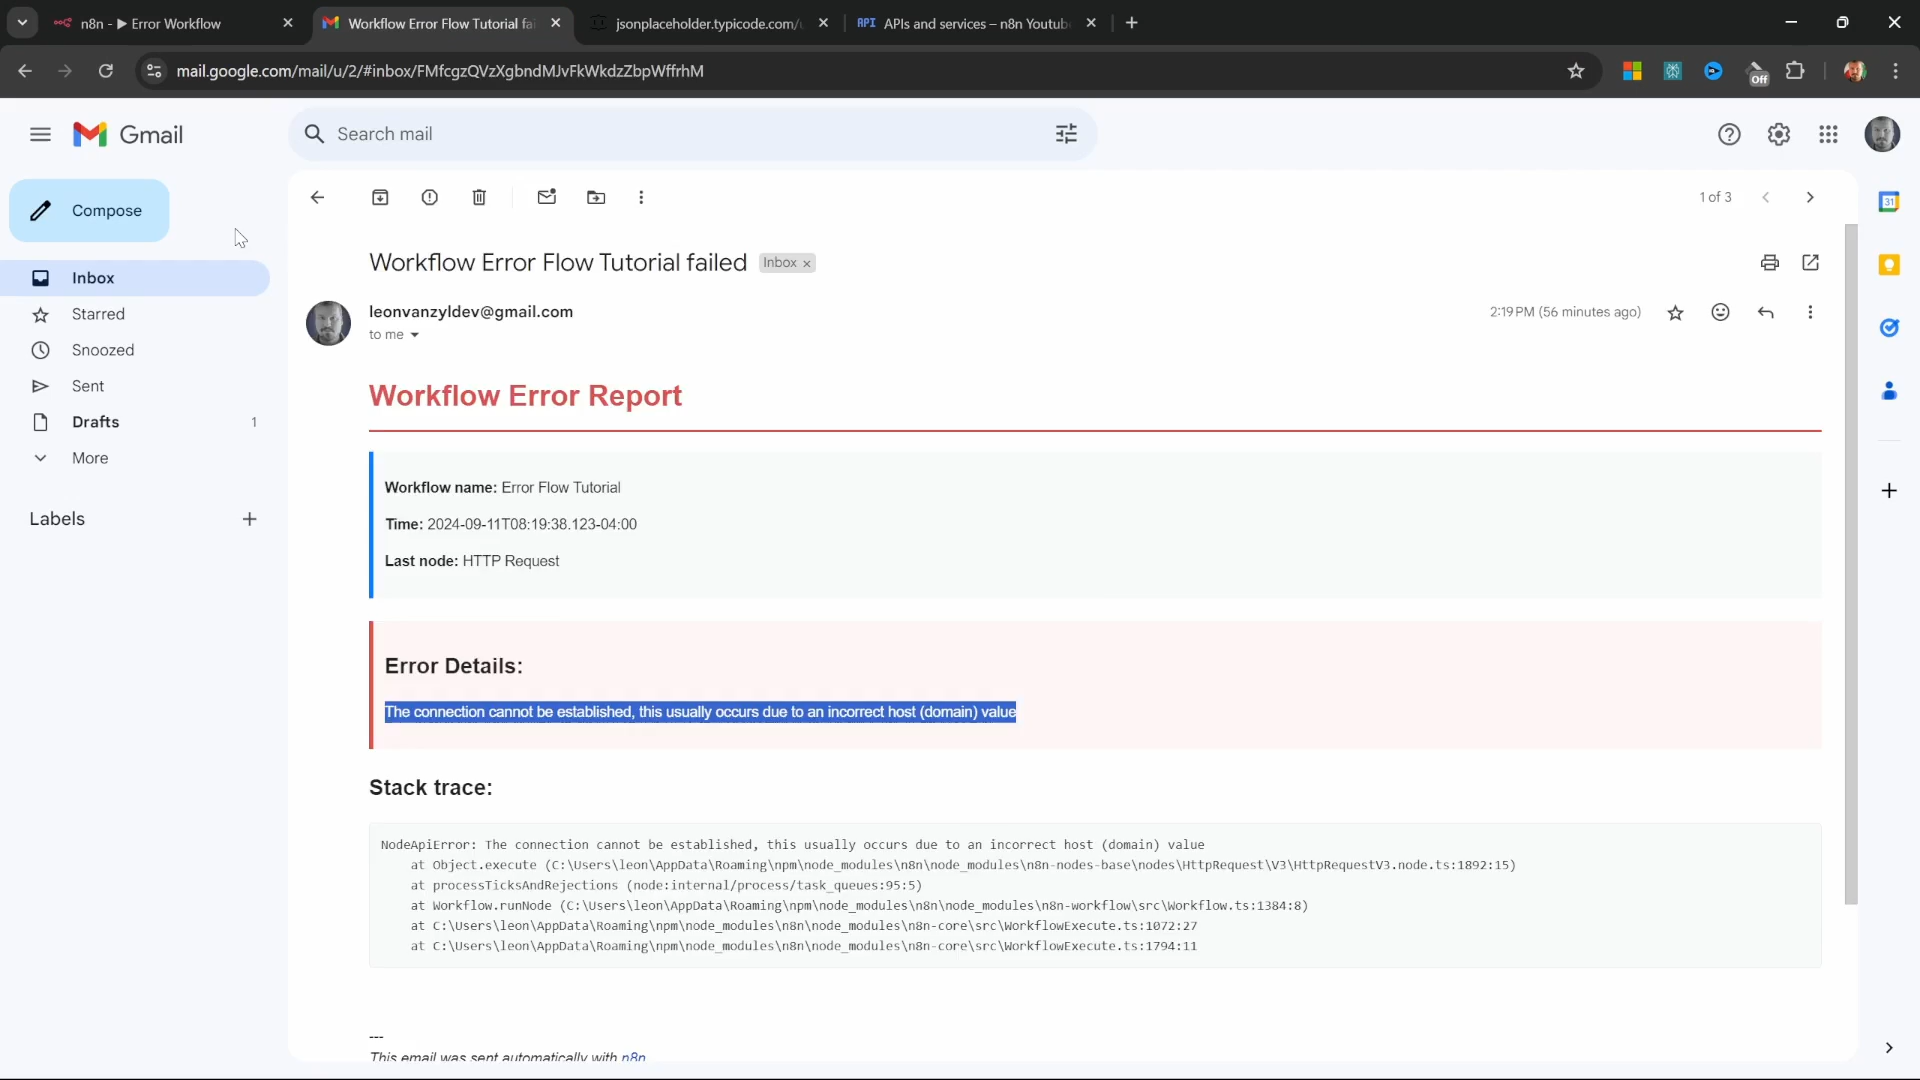 n8n - ▶ Error Workflow
Workflow Error Flow Tutorial fai
jsonplaceholder.typicode.com/u
API APIs and services – n8n Youtub
mail.google.com/mail/u/2/#inbox/FMfcgzQVzXgbndMJvFkWkdzZbpWffrhM
Off
Gmail
Search mail
Compose
1 of 3
31
Workflow Error Flow Tutorial failed
Inbox ×
Inbox
Starred
Snoozed
Sent
Drafts 1
More
Labels
leonvanzyldev@gmail.com
2:19 PM (56 minutes ago)
to me
Workflow Error Report
Workflow name: Error Flow Tutorial
Time: 2024-09-11T08:19:38.123-04:00
Last node: HTTP Request
Error Details:
The connection cannot be established, this usually occurs due to an incorrect host (domain) value
Stack trace:
NodeApiError: The connection cannot be established, this usually occurs due to an incorrect host (domain) value
at Object.execute (C:\Users\leon\AppData\Roaming\npm\node_modules\n8n\node_modules\n8n-nodes-base\nodes\HttpRequest\V3\HttpRequestV3.node.ts:1892:15)
at processTicksAndRejections (node:internal/process/task_queues:95:5)
at Workflow.runNode (C:\Users\leon\AppData\Roaming\npm\node_modules\n8n\node_modules\n8n-workflow\src\Workflow.ts:1384:8)
at C:\Users\leon\AppData\Roaming\npm\node_modules\n8n\node_modules\n8n-core\src\WorkflowExecute.ts:1072:27
at C:\Users\leon\AppData\Roaming\npm\node_modules\n8n\node_modules\n8n-core\src\WorkflowExecute.ts:1794:11
---
This email was sent automatically with n8n